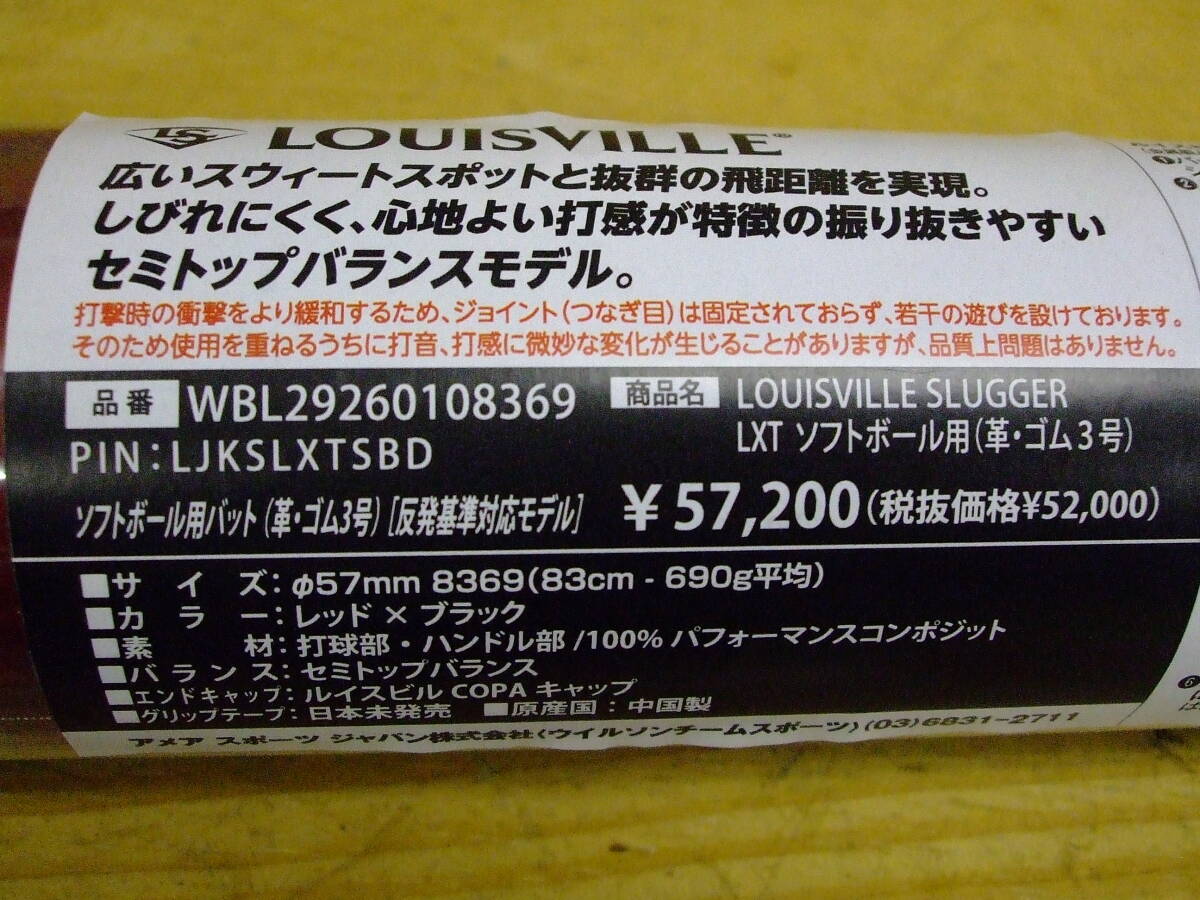 LS LOUISVILLE®
広いスウィートスポットと抜群の飛距離を実現。
しびれにくく、心地よい打感が特徴の振り抜きやすい
セミトップバランスモデル。
打撃時の衝撃をより緩和するため、ジョイント(つなぎ目)は固定されておらず、若干の遊びを設けております。
そのため使用を重ねるうちに打音、打感に微妙な変化が生じることがありますが、品質上問題はありません。
品番 WBL29260108369 商品名 LOUISVILLE SLUGGER
PIN:LJKSLXTSBD LXT ソフトボール用(革・ゴム3号)
ソフトボール用バット(革・ゴム3号)[反発基準対応モデル] ¥57,200(税抜価格¥52,000)
■サイズ:φ57mm 8369(83cm - 690g平均)
■カラー:レッド×ブラック
■素材:打球部・ハンドル部/100% パフォーマンスコンポジット
■バランス:セミトップバランス
■エンドキャップ:ルイスビル COPA キャップ
■グリップテープ:日本未発売 ■原産国:中国製
アメア スポーツ ジャパン株式会社(ウイルソンチームスポーツ)(03)6831-2711